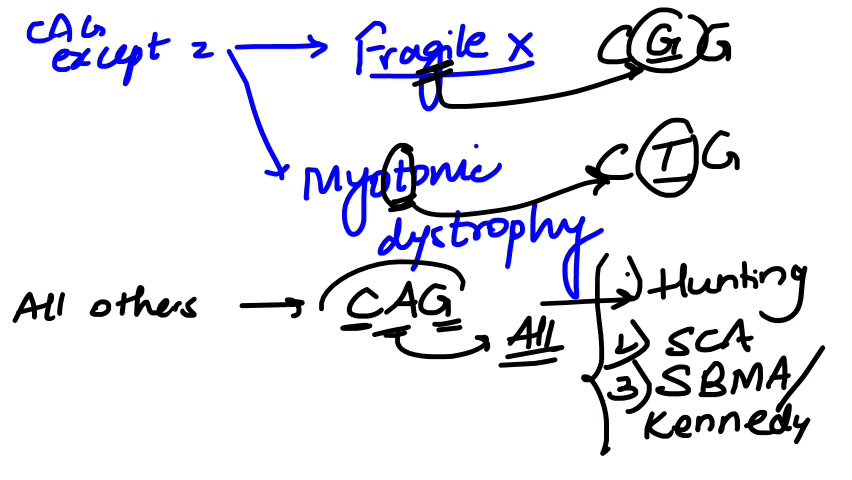 CAG
except 2 → Fragile X CGG
Myotonic CTG
dystrophy
All others → CAG All 1) Hunting
2) SCA
3) SBMA/
Kennedy